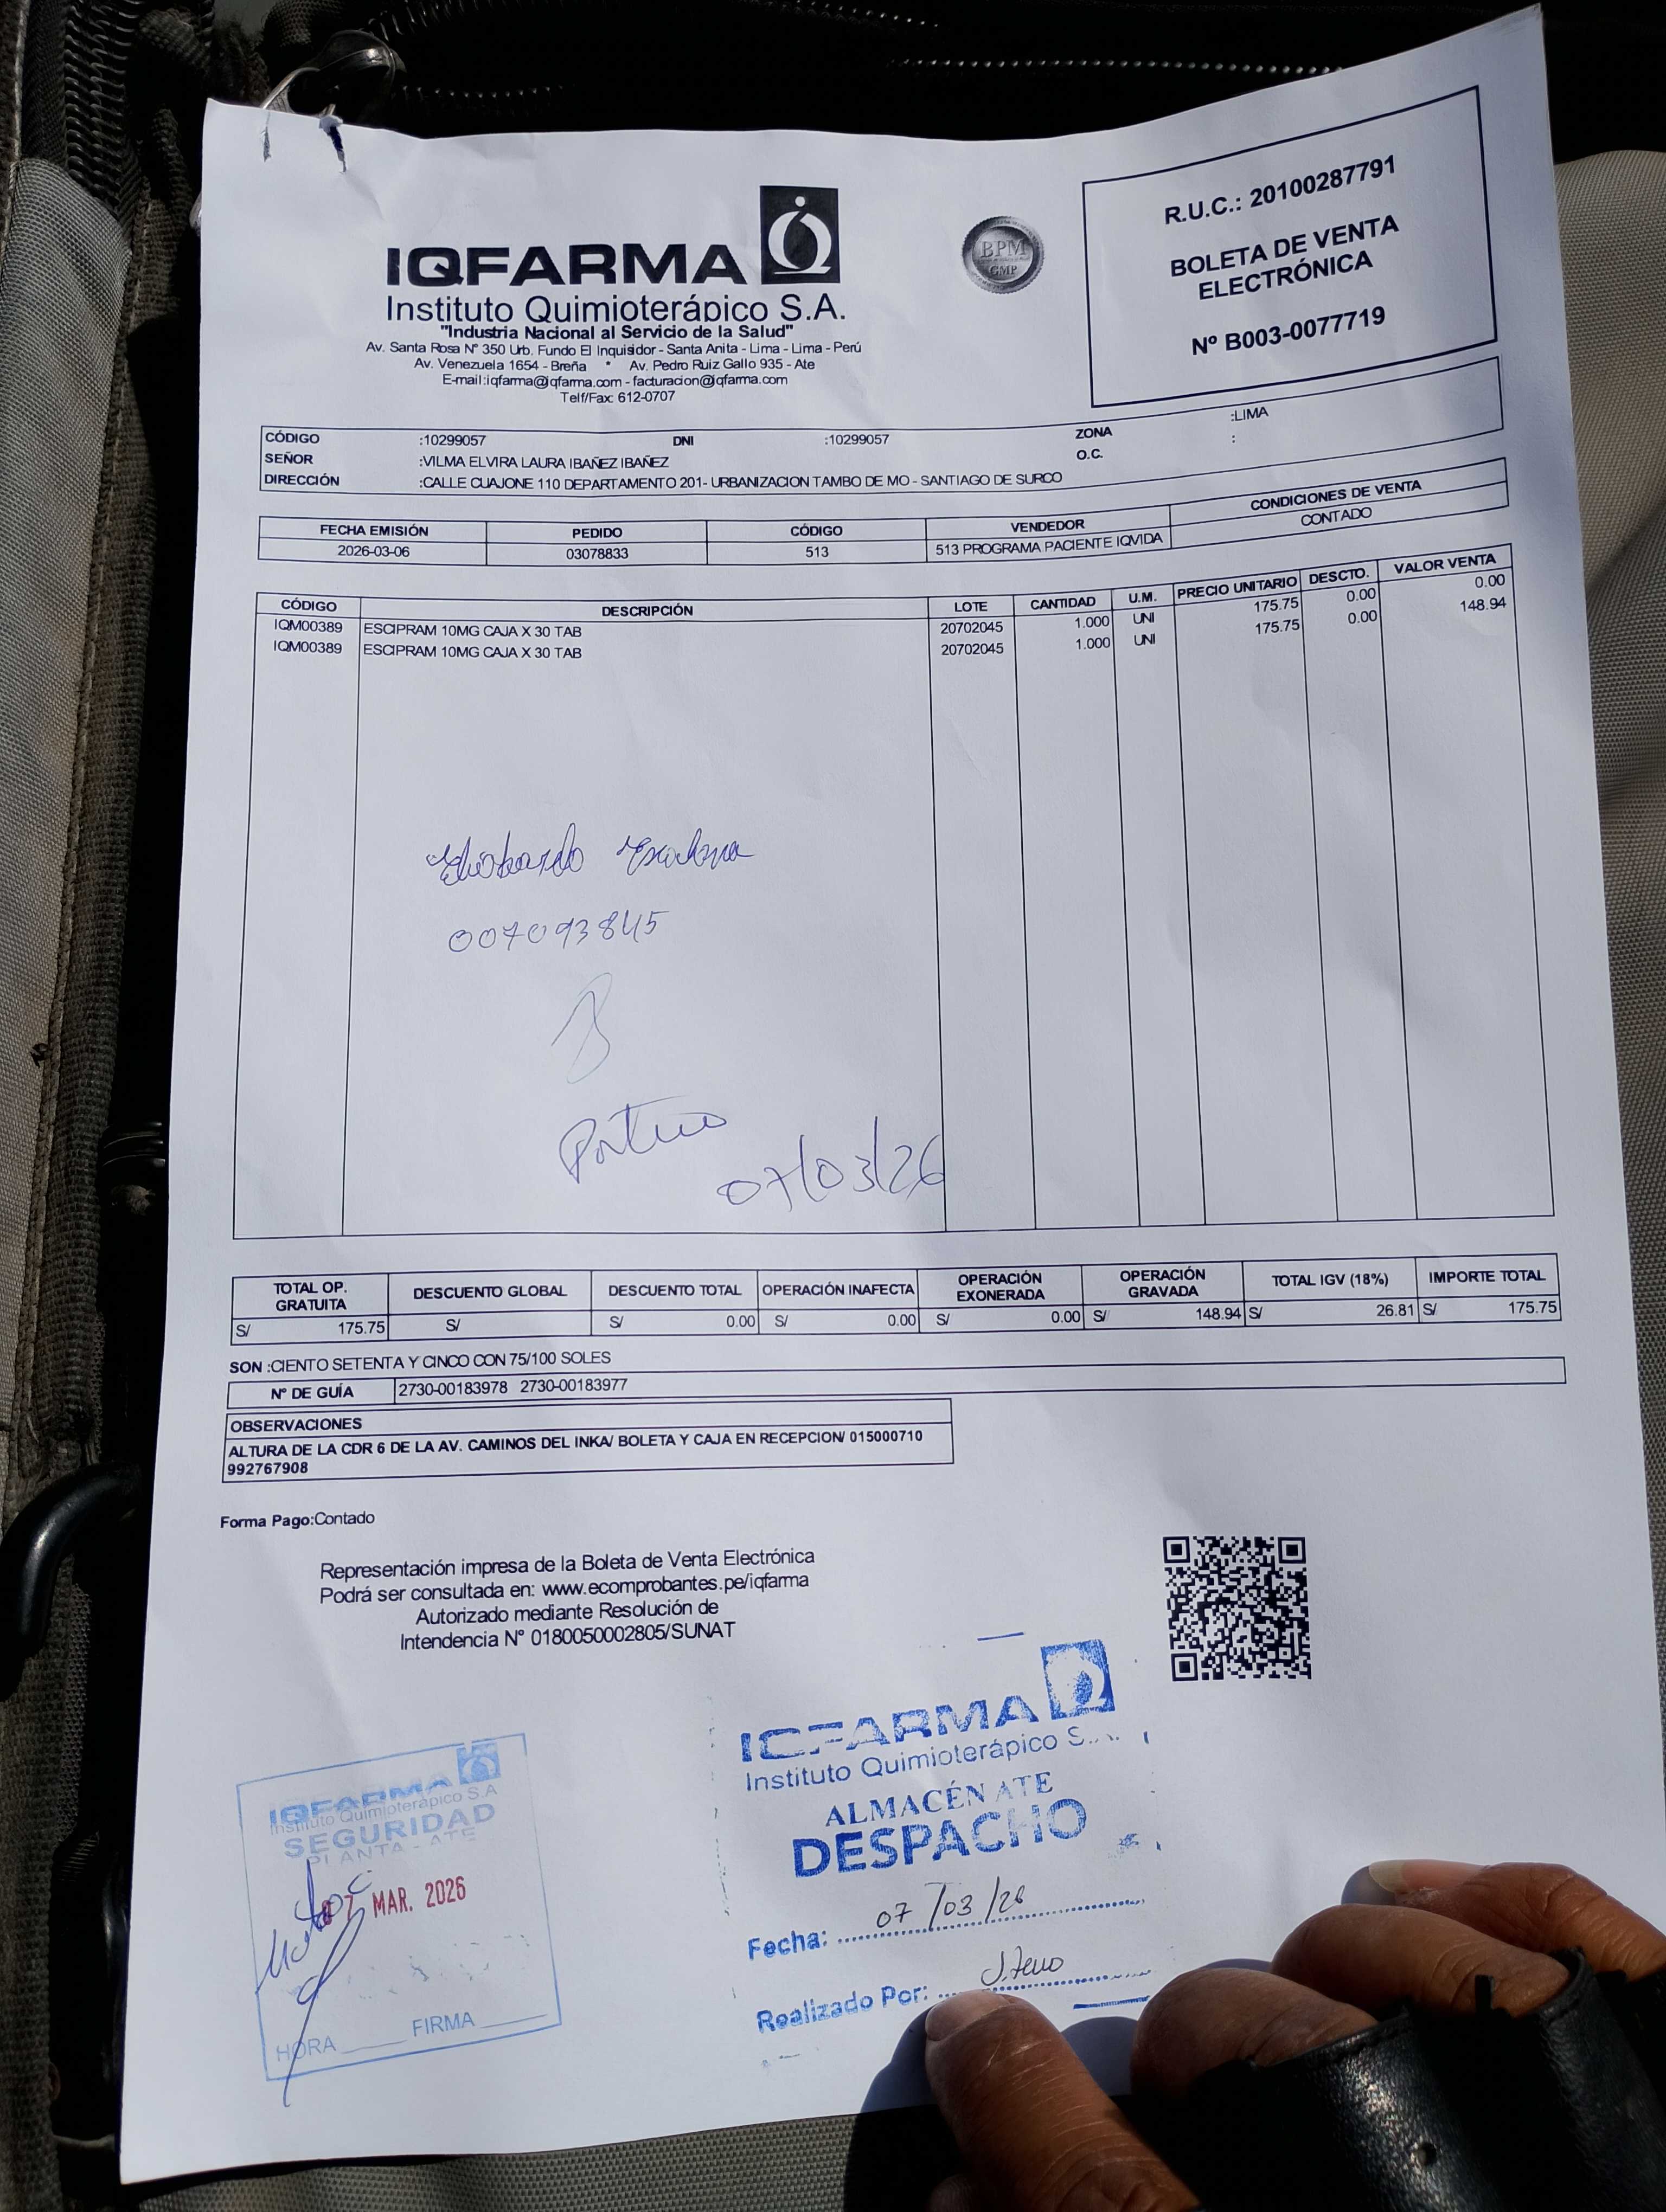 IQFARMA
Instituto Quimioterápico S.A.
"Industria Nacional al Servicio de la Salud"
Av. Santa Rosa Nº 350 Urb. Fundo El Inquisidor - Santa Anita - Lima - Lima - Perú
Av. Venezuela 1654 - Breña * Av. Pedro Ruiz Gallo 935 - Ate
E-mail:iqfarma@iqfarma.com - facturacion@iqfarma.com
Telf/Fax: 612-0707
BPM
GMP
R.U.C.: 20100287791
BOLETA DE VENTA
ELECTRÓNICA
Nº B003-0077719
CÓDIGO :10299057 DNI :10299057 ZONA :LIMA
SEÑOR :VILMA ELVIRA LAURA IBAÑEZ IBAÑEZ O.C. :
DIRECCIÓN :CALLE CUAJONE 110 DEPARTAMENTO 201- URBANIZACION TAMBO DE MO - SANTIAGO DE SURCO
FECHA EMISIÓN PEDIDO CÓDIGO VENDEDOR CONDICIONES DE VENTA
2026-03-06 03078833 513 513 PROGRAMA PACIENTE IQVIDA CONTADO
CÓDIGO DESCRIPCIÓN LOTE CANTIDAD U.M. PRECIO UNITARIO DESCTO. VALOR VENTA
IQM00389 ESCIPRAM 10MG CAJA X 30 TAB 20702045 1.000 UNI 175.75 0.00 0.00
IQM00389 ESCIPRAM 10MG CAJA X 30 TAB 20702045 1.000 UNI 175.75 0.00 148.94
007093845
07/03/26
TOTAL OP. GRATUITA DESCUENTO GLOBAL DESCUENTO TOTAL OPERACIÓN INAFECTA OPERACIÓN EXONERADA OPERACIÓN GRAVADA TOTAL IGV (18%) IMPORTE TOTAL
S/ 175.75 S/ S/ 0.00 S/ 0.00 S/ 0.00 S/ 148.94 S/ 26.81 S/ 175.75
SON :CIENTO SETENTA Y CINCO CON 75/100 SOLES
Nº DE GUÍA 2730-00183978 2730-00183977
OBSERVACIONES
ALTURA DE LA CDR 6 DE LA AV. CAMINOS DEL INKA/ BOLETA Y CAJA EN RECEPCION/ 015000710
992767908
Forma Pago:Contado
Representación impresa de la Boleta de Venta Electrónica
Podrá ser consultada en: www.ecomprobantes.pe/iqfarma
Autorizado mediante Resolución de
Intendencia Nº 0180050002805/SUNAT
IQFARMA
Instituto Quimioterápico S.A
SEGURIDAD
PLANTA - ATE
07 MAR. 2026
HORA FIRMA
IQFARMA
Instituto Quimioterápico S.
ALMACÉN ATE
DESPACHO
Fecha: 07/03/26
Realizado Por: